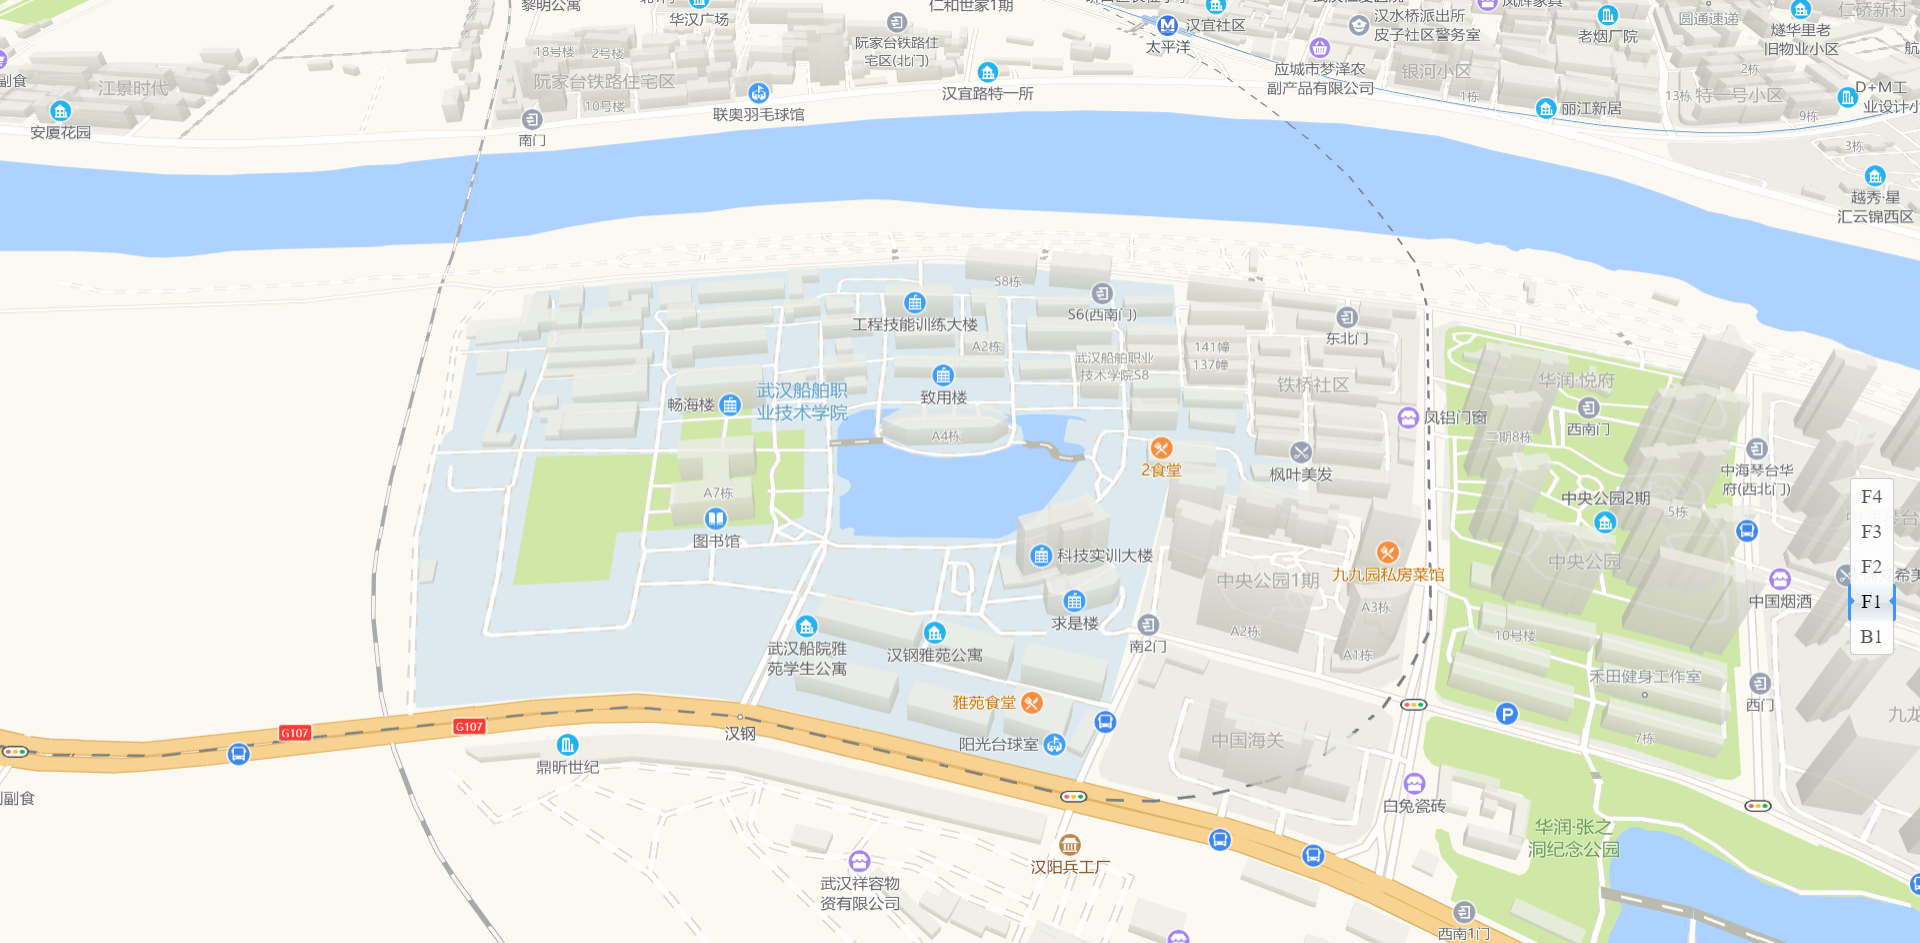 黎明公寓
华汉广场
仁和世家1期
阮家台铁路住
宅区(北门)
汉宜社区
太平洋
汉水桥派出所
皮子社区警务室
老烟厂院
圆通速递
仁硚新村
燧华里老
旧物业小区
航
副食
江景时代
安厦花园
18号楼
2号楼
阮家台铁路住宅区
10号楼
南门
联奥羽毛球馆
汉宜路特一所
应城市梦泽农
副产品有限公司
银河小区
1栋
丽江新居
2栋
13栋
特一号小区
9栋
D+M工
业设计小
3栋
越秀·星
汇云锦西区
S8栋
S6(西南门)
工程技能训练大楼
A2栋
武汉船舶职业
技术学院S8
141幢
137幢
东北门
铁桥社区
致用楼
武汉船舶职
业技术学院
畅海楼
A4栋
2食堂
枫叶美发
凤铝门窗
华润·悦府
西南门
二期8栋
中海琴台华
府(西北门)
中央公园2期
5栋
中央公园
A7栋
图书馆
科技实训大楼
求是楼
中央公园1期
九九园私房菜馆
A3栋
A2栋
A1栋
南2门
中国烟酒
F4
F3
F2
F1
B1
10号楼
禾田健身工作室
西门
7栋
九龙
武汉船院雅
苑学生公寓
汉钢雅苑公寓
雅苑食堂
阳光台球室
G107
G107
汉钢
鼎昕世纪
中国海关
白兔瓷砖
副食
汉阳兵工厂
武汉祥容物
资有限公司
华润·张之
洞纪念公园
西南1门